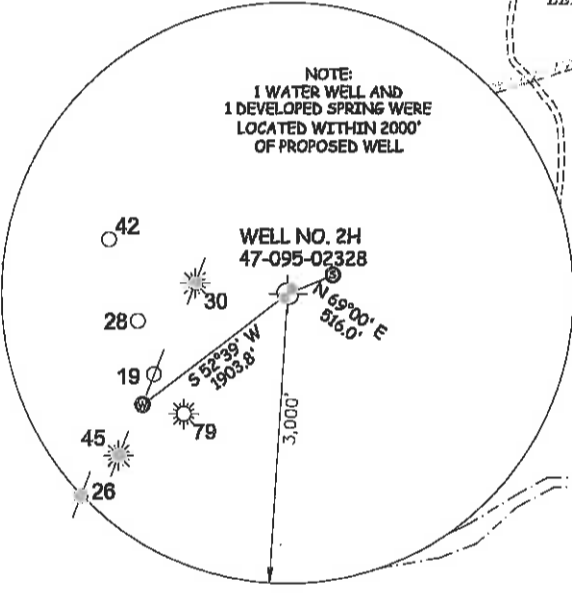 NOTE:
1 WATER WELL AND
1 DEVELOPED SPRING WERE
LOCATED WITHIN 2000'
OF PROPOSED WELL
42
WELL NO. 2H
47-095-02328
S
30
N 69°00' E
516.0'
28
S 52°39' W
1903.8'
19
W
79
3,000'
45
26